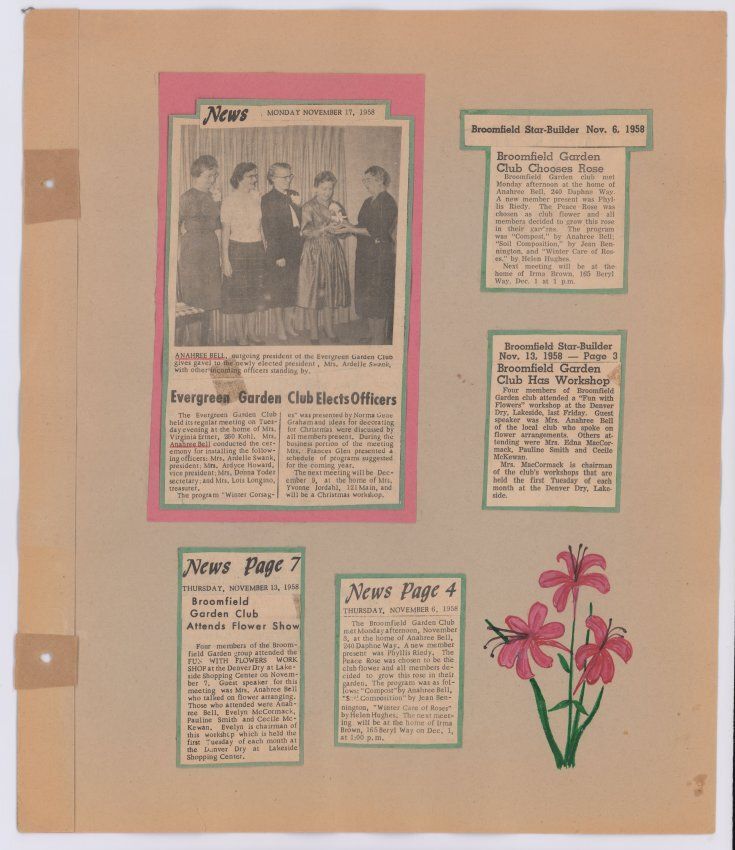 News
MONDAY NOVEMBER 17, 1958
ANAHREE BELL, outgoing president of the Evergreen Garden Club
gives gavel to the newly elected president, Mrs. Ardelle Swank,
with other incoming officers standing by.
Evergreen Garden Club Elects Officers
The Evergreen Garden Club
held its regular meeting on Tues-
day evening at the home of Mrs.
Virginia Ertner, 260 Kohl. Mrs.
Anahree Bell conducted the cer-
emony for installing the follow-
ing officers: Mrs. Ardelle Swank,
president; Mrs. Ardyce Howard,
vice president; Mrs. Donna Yoder
secretary; and Mrs. Lois Longino,
treasurer.
The program "Winter Corsag-
es" was presented by Norma Gene
Graham and ideas for decorating
for Christmas were discussed by
all members present. During the
business portion of the meeting
Mrs. Frances Glen presented a
schedule of programs suggested
for the coming year.
The next meeting will be Dec-
ember 9, at the home of Mrs.
Yvonne Jordahl, 121 Main, and
will be a Christmas workshop.
Broomfield Star-Builder Nov. 6, 1958
Broomfield Garden
Club Chooses Rose
Broomfield Garden club met
Monday afternoon at the home of
Anahree Bell, 240 Daphne Way.
A new member present was Phyl-
lis Riedy. The Peace Rose was
chosen as club flower and all
members decided to grow this rose
in their gardens. The program
was "Compost," by Anahree Bell;
"Soil Composition," by Jean Ben-
nington, and "Winter Care of Ros-
es," by Helen Hughes.
Next meeting will be at the
home of Irma Brown, 165 Beryl
Way, Dec. 1 at 1 p.m.
Broomfield Star-Builder
Nov. 13, 1958 — Page 3
Broomfield Garden
Club Has Workshop
Four members of Broomfield
Garden club attended a "Fun with
Flowers" workshop at the Denver
Dry, Lakeside, last Friday. Guest
speaker was Mrs. Anahree Bell
of the local club who spoke on
flower arrangements. Others at-
tending were Mrs. Edna MacCor-
mack, Pauline Smith and Cecile
McKewan.
Mrs. MacCormack is chairman
of the club's workshops that are
held the first Tuesday of each
month at the Denver Dry, Lake-
side.
News Page 7
THURSDAY, NOVEMBER 13, 1958
Broomfield
Garden Club
Attends Flower Show
Four members of the Broom-
field Garden group attended the
FUN WITH FLOWERS WORK
SHOP at the Denver Dry at Lake-
side Shopping Center on Novem-
ber 7. Guest speaker for this
meeting was Mrs. Anahree Bell
who talked on flower arranging.
Those who attended were Anah-
ree Bell, Evelyn McCormack,
Pauline Smith and Cecile Mc-
Kewan. Evelyn is chairman of
this workshop which is held the
first Tuesday of each month at
the Denver Dry at Lakeside
Shopping Center.
News Page 4
THURSDAY, NOVEMBER 6, 1958
The Broomfield Garden Club
met Monday afternoon, November
3, at the home of Anahree Bell,
240 Daphne Way. A new member
present was Phyllis Riedy. The
Peace Rose was chosen to be the
club flower and all members de-
cided to grow this rose in their
garden. The program was as fol-
lows: "Compost" by Anahree Bell,
"Soil Composition" by Jean Ben-
nington, "Winter Care of Roses"
by Helen Hughes. The next meet-
ing will be at the home of Irma
Brown, 165 Beryl Way on Dec. 1,
at 1:00 p.m.